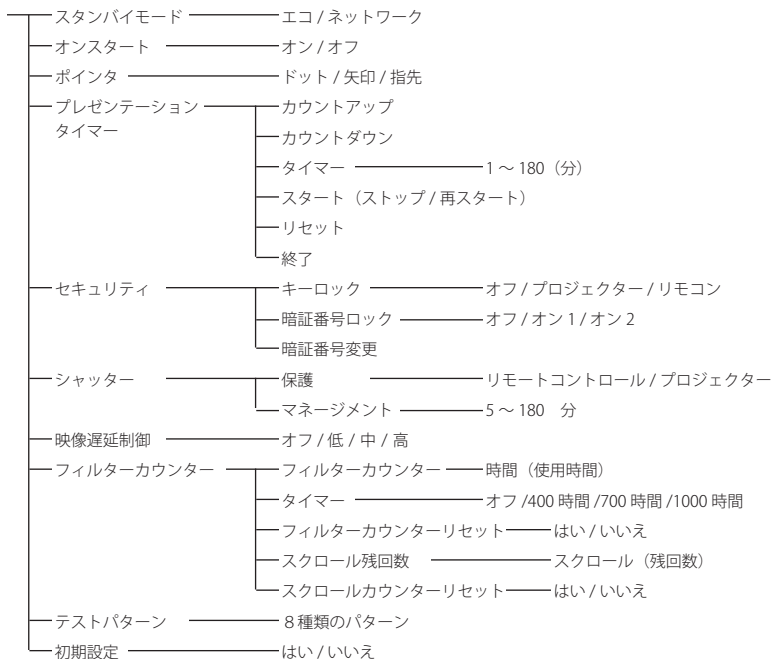 スタンバイモード エコ / ネットワーク
オンスタート オン / オフ
ポインタ ドット / 矢印 / 指先
プレゼンテーション カウントアップ
タイマー
カウントダウン
タイマー 1 ～ 180（分）
スタート（ストップ / 再スタート）
リセット
終了
セキュリティ キーロック オフ / プロジェクター / リモコン
暗証番号ロック オフ / オン 1 / オン 2
暗証番号変更
シャッター 保護 リモートコントロール / プロジェクター
マネージメント 5 ～ 180　分
映像遅延制御 オフ / 低 / 中 / 高
フィルターカウンター フィルターカウンター 時間（使用時間）
タイマー オフ /400 時間 /700 時間 /1000 時間
フィルターカウンターリセット はい / いいえ
スクロール残回数 スクロール（残回数）
スクロールカウンターリセット はい / いいえ
テストパターン ８種類のパターン
初期設定 はい / いいえ